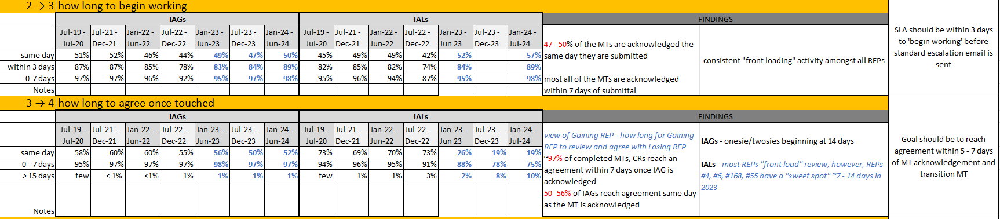 2 → 3 how long to begin working
IAGs IALs FINDINGS
Jul-19 - Jul-21 - Jan-22 - Jul-22 - Jan-23 - Jul-23 - Jan-24 - Jul-19 - Jul-21 - Jan-22 - Jul-22 - Jan-23 - Jul-23 - Jan-24 -
Jul-20 Dec-21 Jun-22 Dec-22 Jun-23 Dec-23 Jun-24 Jul-20 Dec-21 Jun-22 Dec-22 Jun 23 Dec-23 Jul-24
same day 51% 52% 46% 44% 49% 47% 50% 45% 49% 49% 42% 52% 57%
within 3 days 87% 87% 85% 78% 83% 84% 89% 82% 85% 82% 74% 84% 89%
0-7 days 97% 97% 96% 92% 95% 97% 98% 95% 96% 94% 87% 95% 98%
Notes
47 - 50% of the MTs are acknowledged the
same day they are submitted
most all of the MTs are acknowledged
within 7 days of submittal
consistent "front loading" activity amongst all REPs
SLA should be within 3 days
to 'begin working' before
standard escalation email is
sent
3 → 4 how long to agree once touched
IAGs IALs FINDINGS
Jul-19 - Jul-21 - Jan-22 - Jul-22 - Jan-23 - Jul-23 - Jan-24 - Jul-19 - Jul-21 - Jan-22 - Jul-22 - Jan-23 - Jul-23 - Jan-24 -
Jul-20 Dec-21 Jun-22 Dec-22 Jun-23 Dec-23 Jun-24 Jul-20 Dec-21 Jun-22 Dec-22 Jun-23 Dec-23 Jul-24
same day 58% 60% 60% 55% 56% 50% 52% 73% 69% 70% 73% 26% 19% 19%
0 - 7 days 95% 97% 97% 97% 98% 97% 97% 94% 96% 95% 91% 88% 78% 75%
> 15 days few < 1% <1% 1% 1% 1% 1% few 1% 1% 3% 2% 8% 10%
Notes
view of Gaining REP - how long for Gaining
REP to review and agree with Losing REP
~97% of completed MTs, CRs reach an
agreement within 7 days once IAG is
acknowledged
50 -56% of IAGs reach agreement same day
as the MT is acknowledged
IAGs - onesie/twosies beginning at 14 days
IALs - most REPs "front load" review, however, REPs
#4, #6, #168, #55 have a "sweet spot" ~7 - 14 days in
2023
Goal should be to reach
agreement within 5 - 7 days
of MT acknowledgement and
transition MT